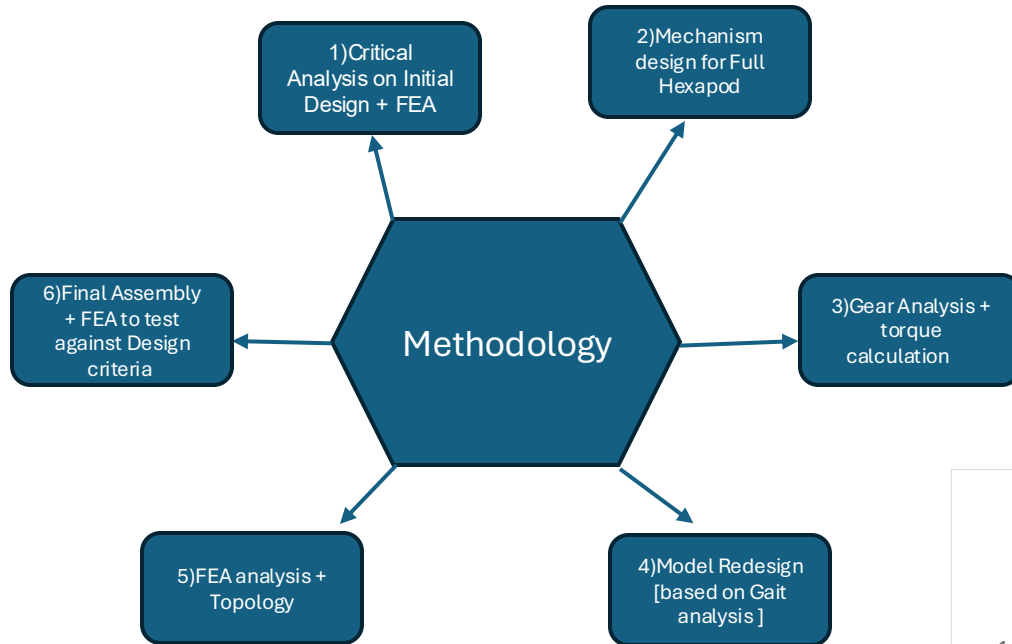 1)Critical
Analysis on Initial
Design + FEA
2)Mechanism
design for Full
Hexapod
3)Gear Analysis +
torque
calculation
4)Model Redesign
[based on Gait
analysis ]
5)FEA analysis +
Topology
6)Final Assembly
+ FEA to test
against Design
criteria
Methodology